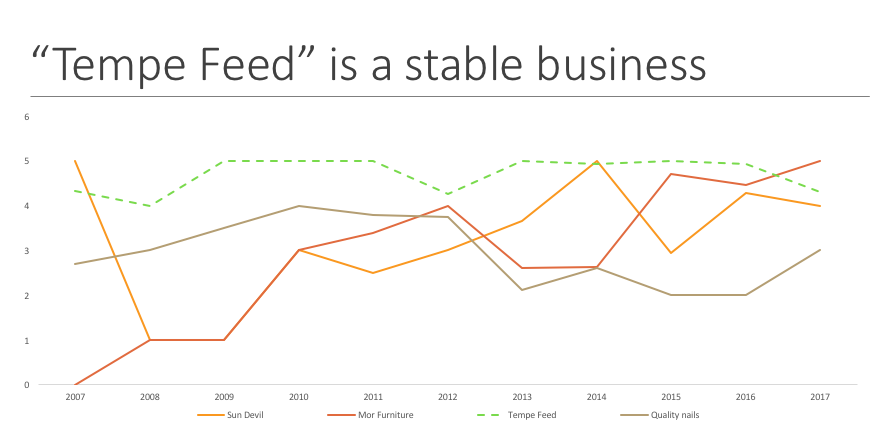 “Tempe Feed” is a stable business
6
5
4
3
2
1
0
2007 2008 2009 2010 2011 2012 2013 2014 2015 2016 2017
Sun Devil Mor Furniture Tempe Feed Quality nails